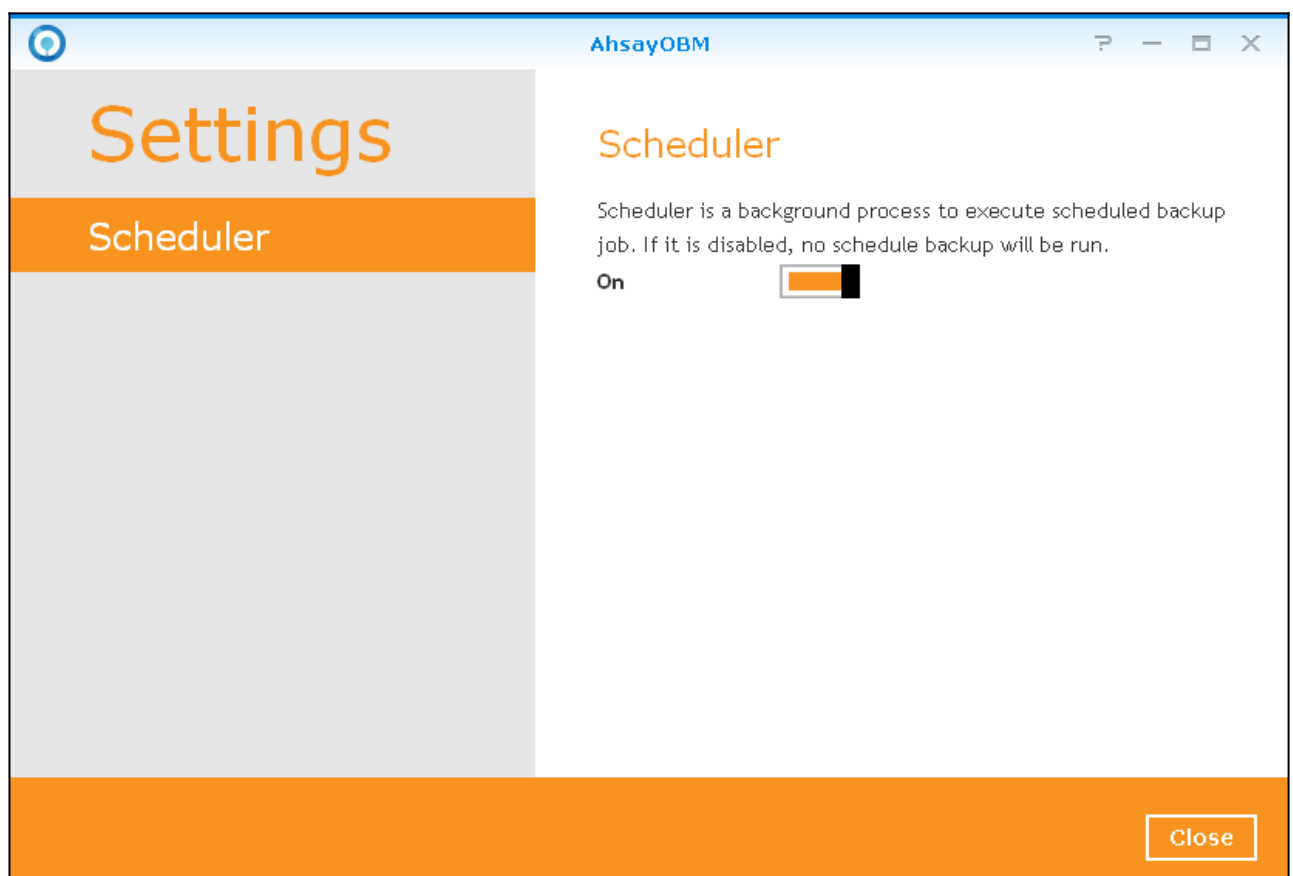 AhsayOBM
Settings
Scheduler
Scheduler
Scheduler is a background process to execute scheduled backup
job. If it is disabled, no schedule backup will be run.
On
Close